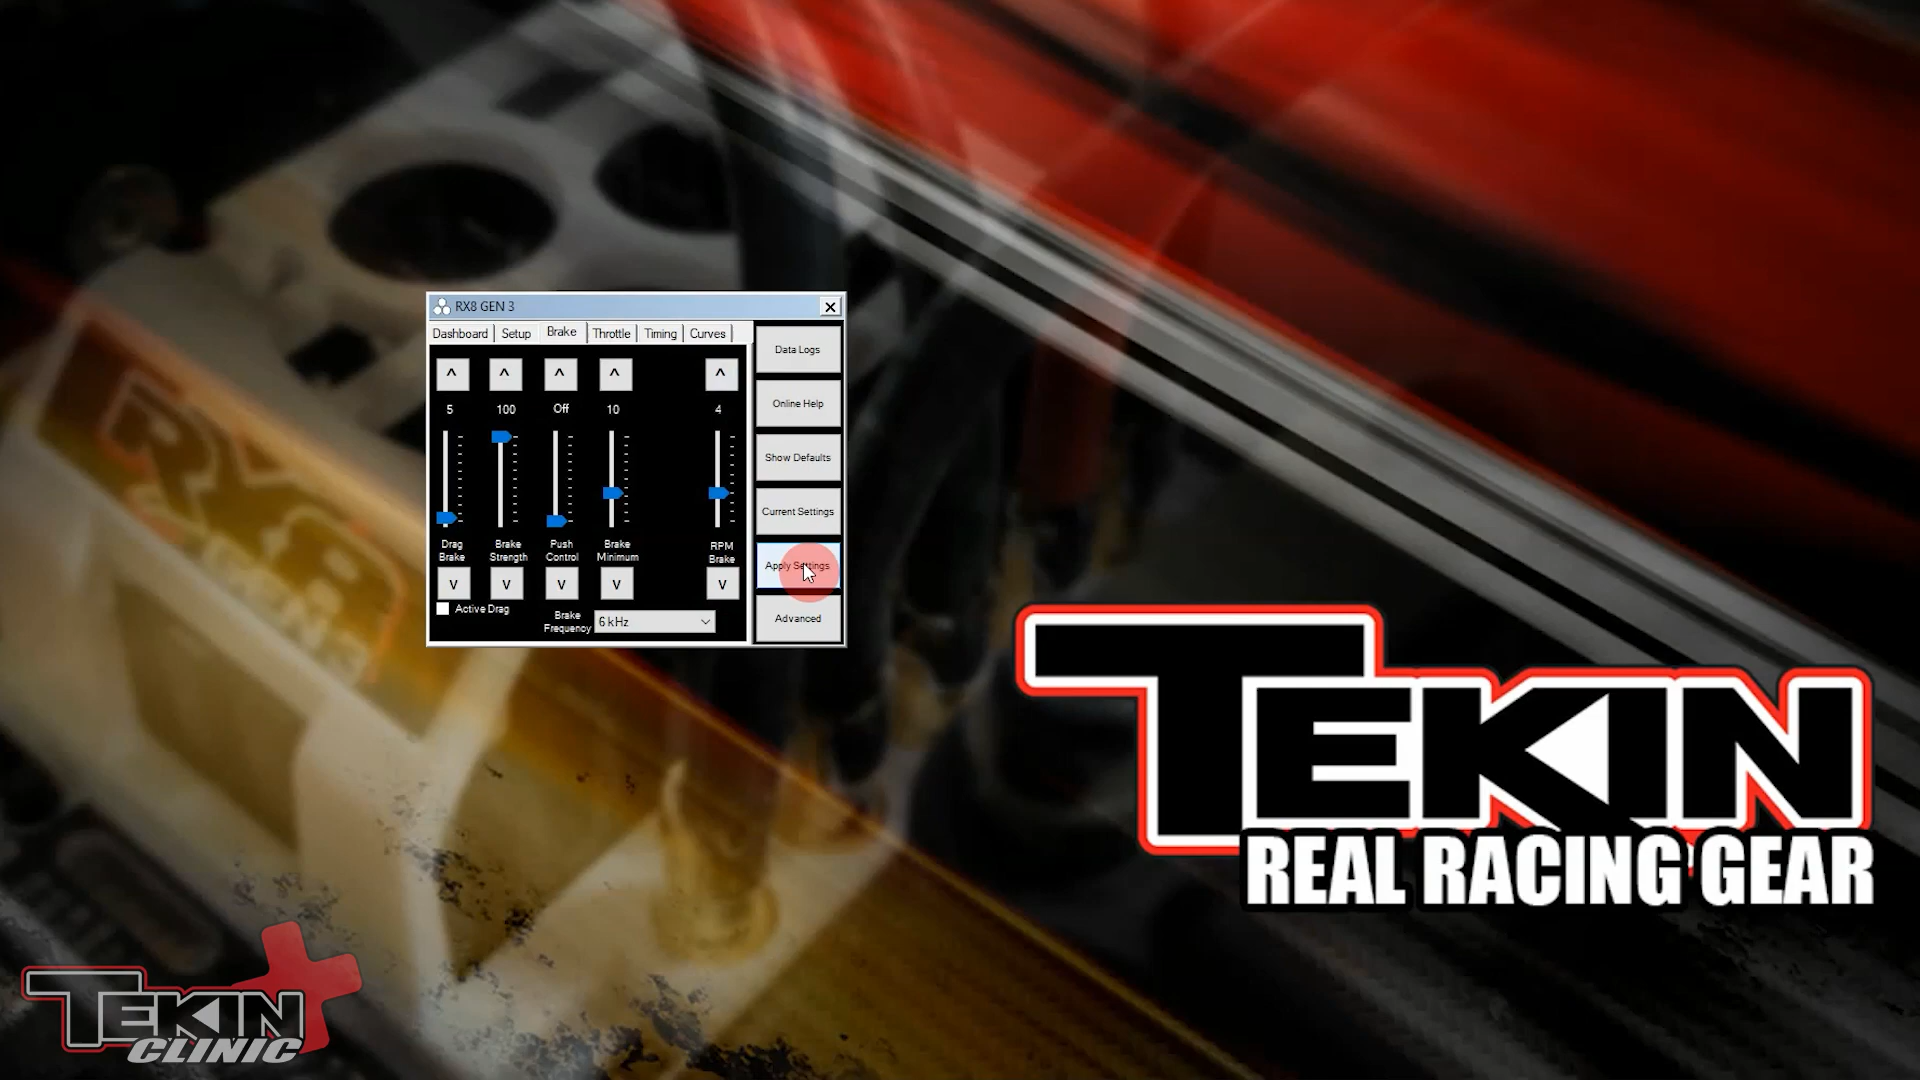 RX8 GEN 3
Dashboard Setup Brake Throttle Timing Curves
^ ^ ^ ^ ^
5 100 Off 10 4
Drag Brake
Brake Strength
Push Control
Brake Minimum
RPM Brake
v v v v v
Active Drag
Brake Frequency
6 kHz
Data Logs
Online Help
Show Defaults
Current Settings
Apply Settings
Advanced
RX8
GEN3
TEKIN
REAL RACING GEAR
TEKIN
CLINIC